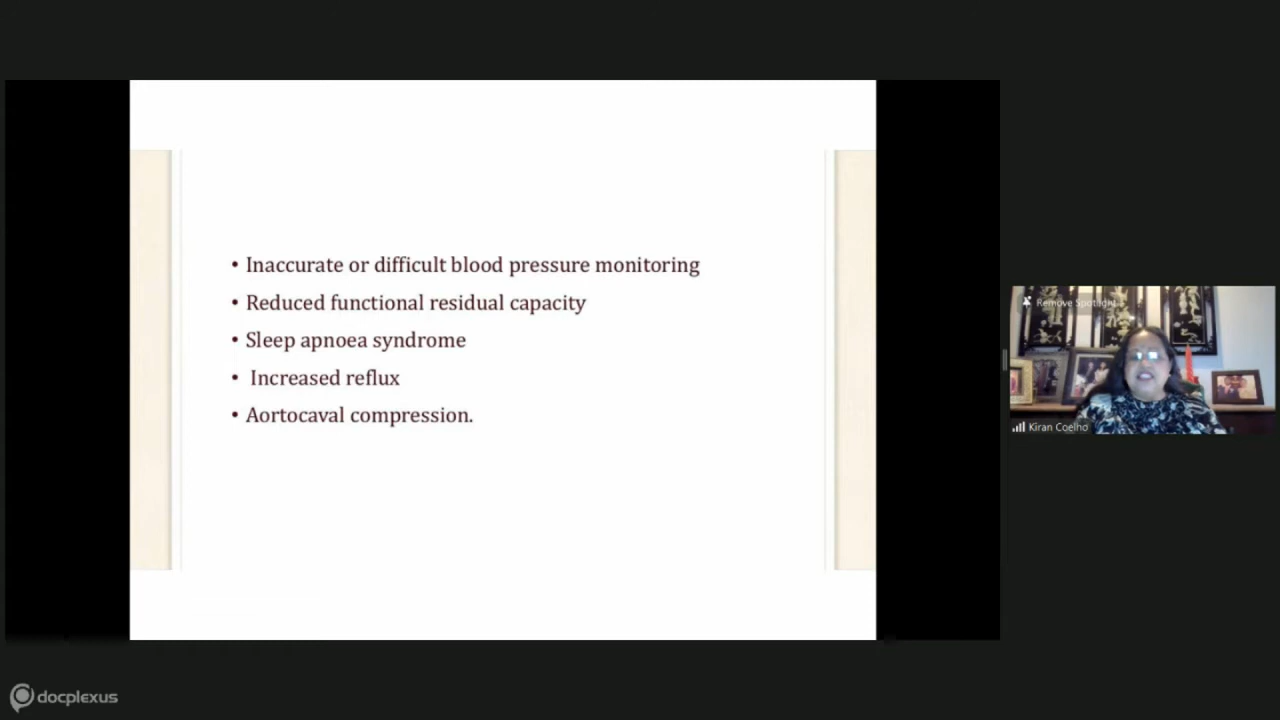 • Inaccurate or difficult blood pressure monitoring
• Reduced functional residual capacity
• Sleep apnoea syndrome
• Increased reflux
• Aortocaval compression.
Remove Spotlight
Kiran Coelho
docplexus